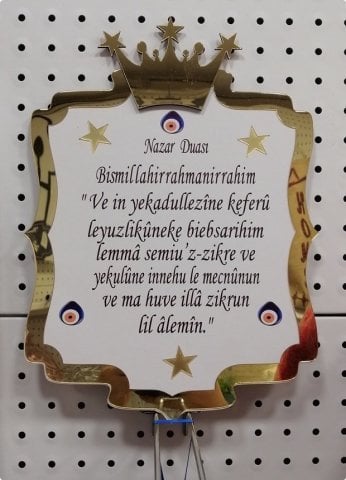 Nazar Duası
Bismillahirrahmanirrahim
"Ve in yekadullezîne keferû
leyuzlikûneke biebsarihim
lemmâ semiu'z-zikre ve
yekulûne innehu le mecnûnun
ve ma huve illâ zikrun
lil âlemîn."